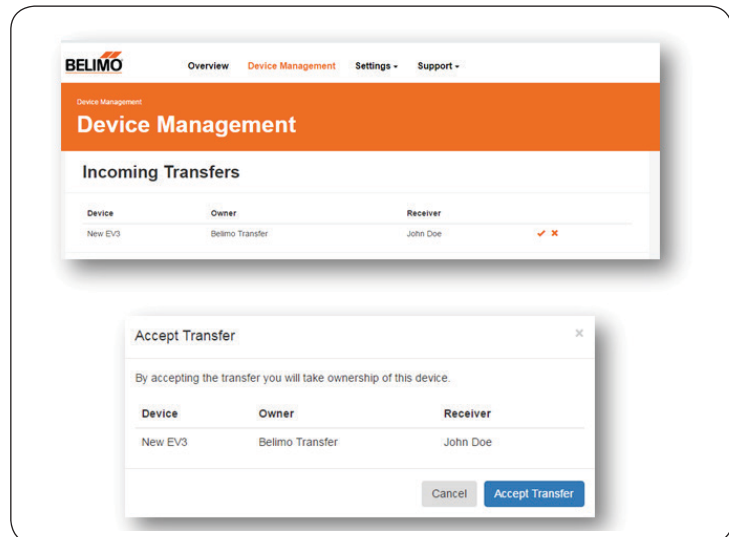 BELIMO
Overview Device Management Settings Support
Device Management
Device Management
Incoming Transfers
Device Owner Receiver
New EV3 Belimo Transfer John Doe
Accept Transfer ×
By accepting the transfer you will take ownership of this device.
Device Owner Receiver
New EV3 Belimo Transfer John Doe
Cancel Accept Transfer